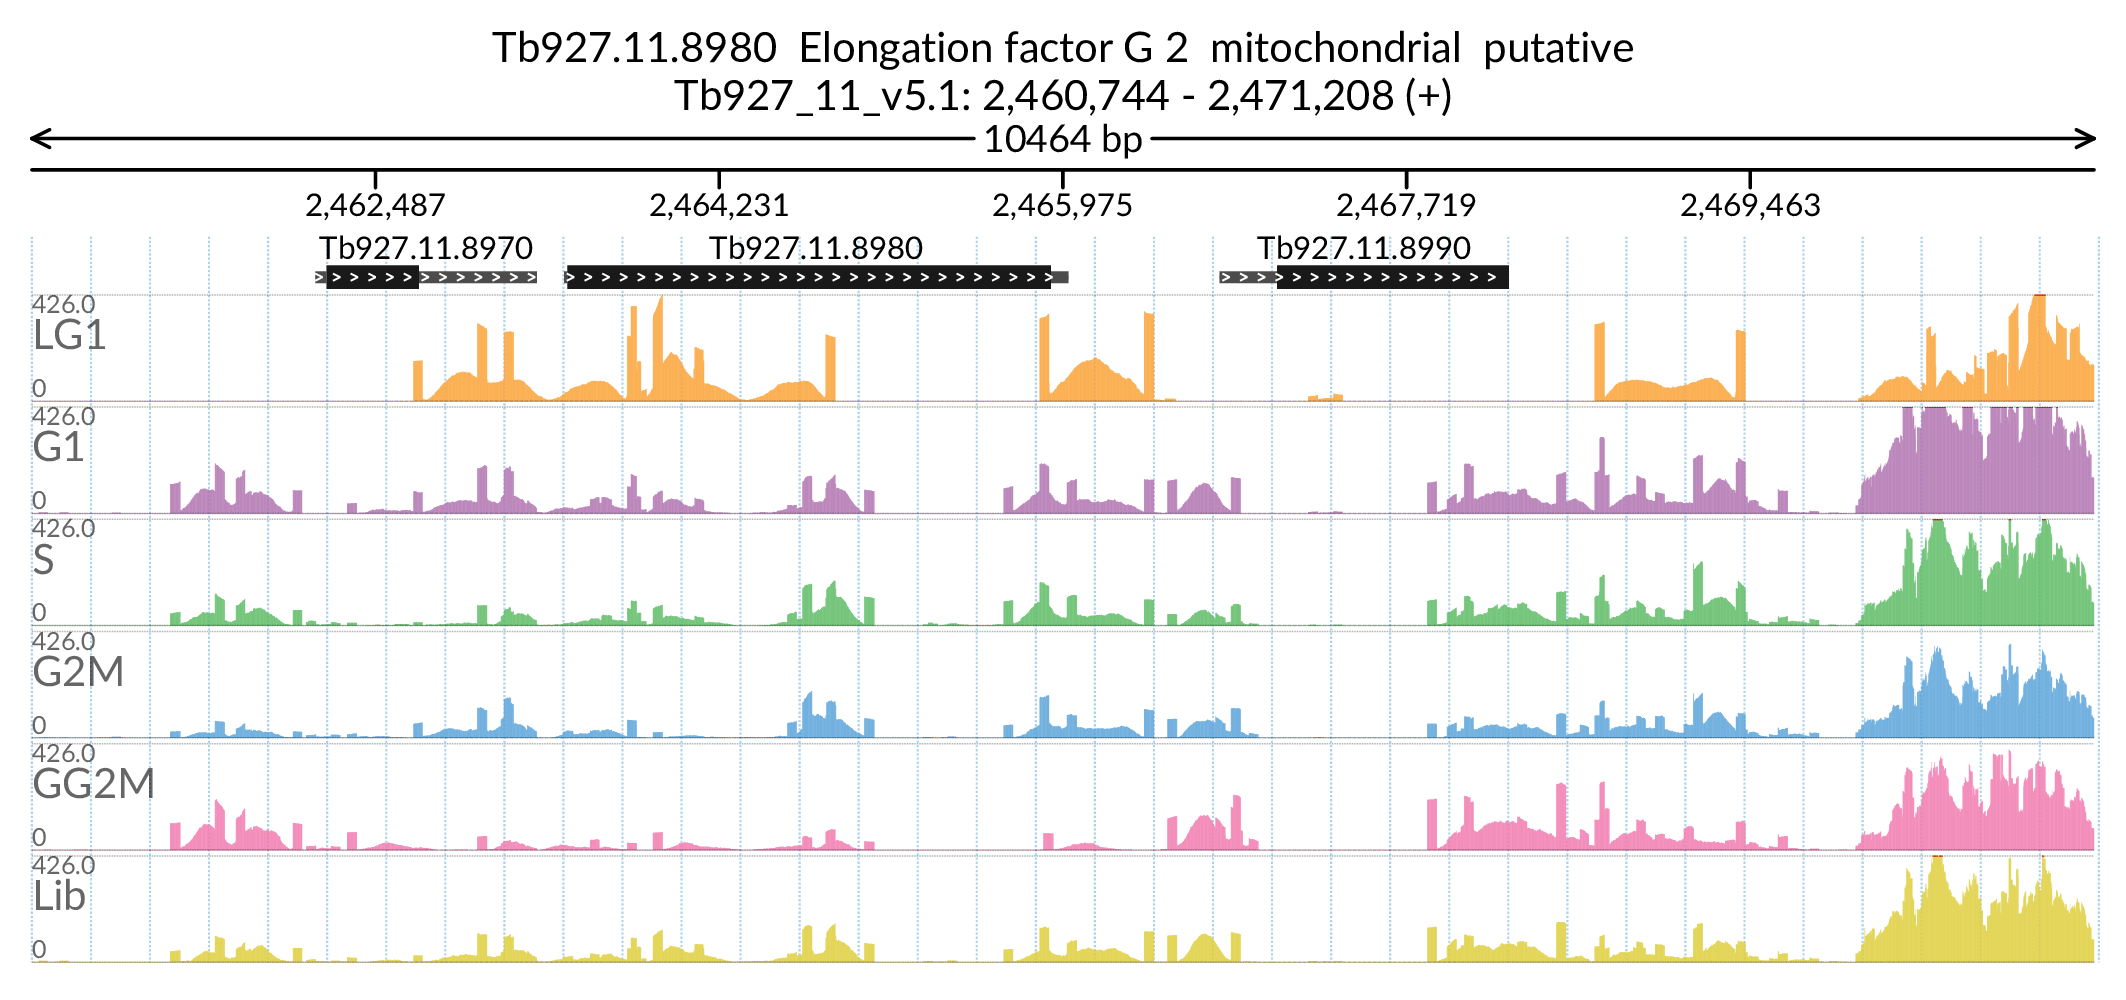 Tb927.11.8980  Elongation factor G 2  mitochondrial  putative
Tb927_11_v5.1: 2,460,744 - 2,471,208 (+)
10464 bp
2,462,487 2,464,231 2,465,975 2,467,719 2,469,463
Tb927.11.8970 Tb927.11.8980 Tb927.11.8990
426.0
LG1
0
426.0
G1
0
426.0
S
0
426.0
G2M
0
426.0
GG2M
0
426.0
Lib
0